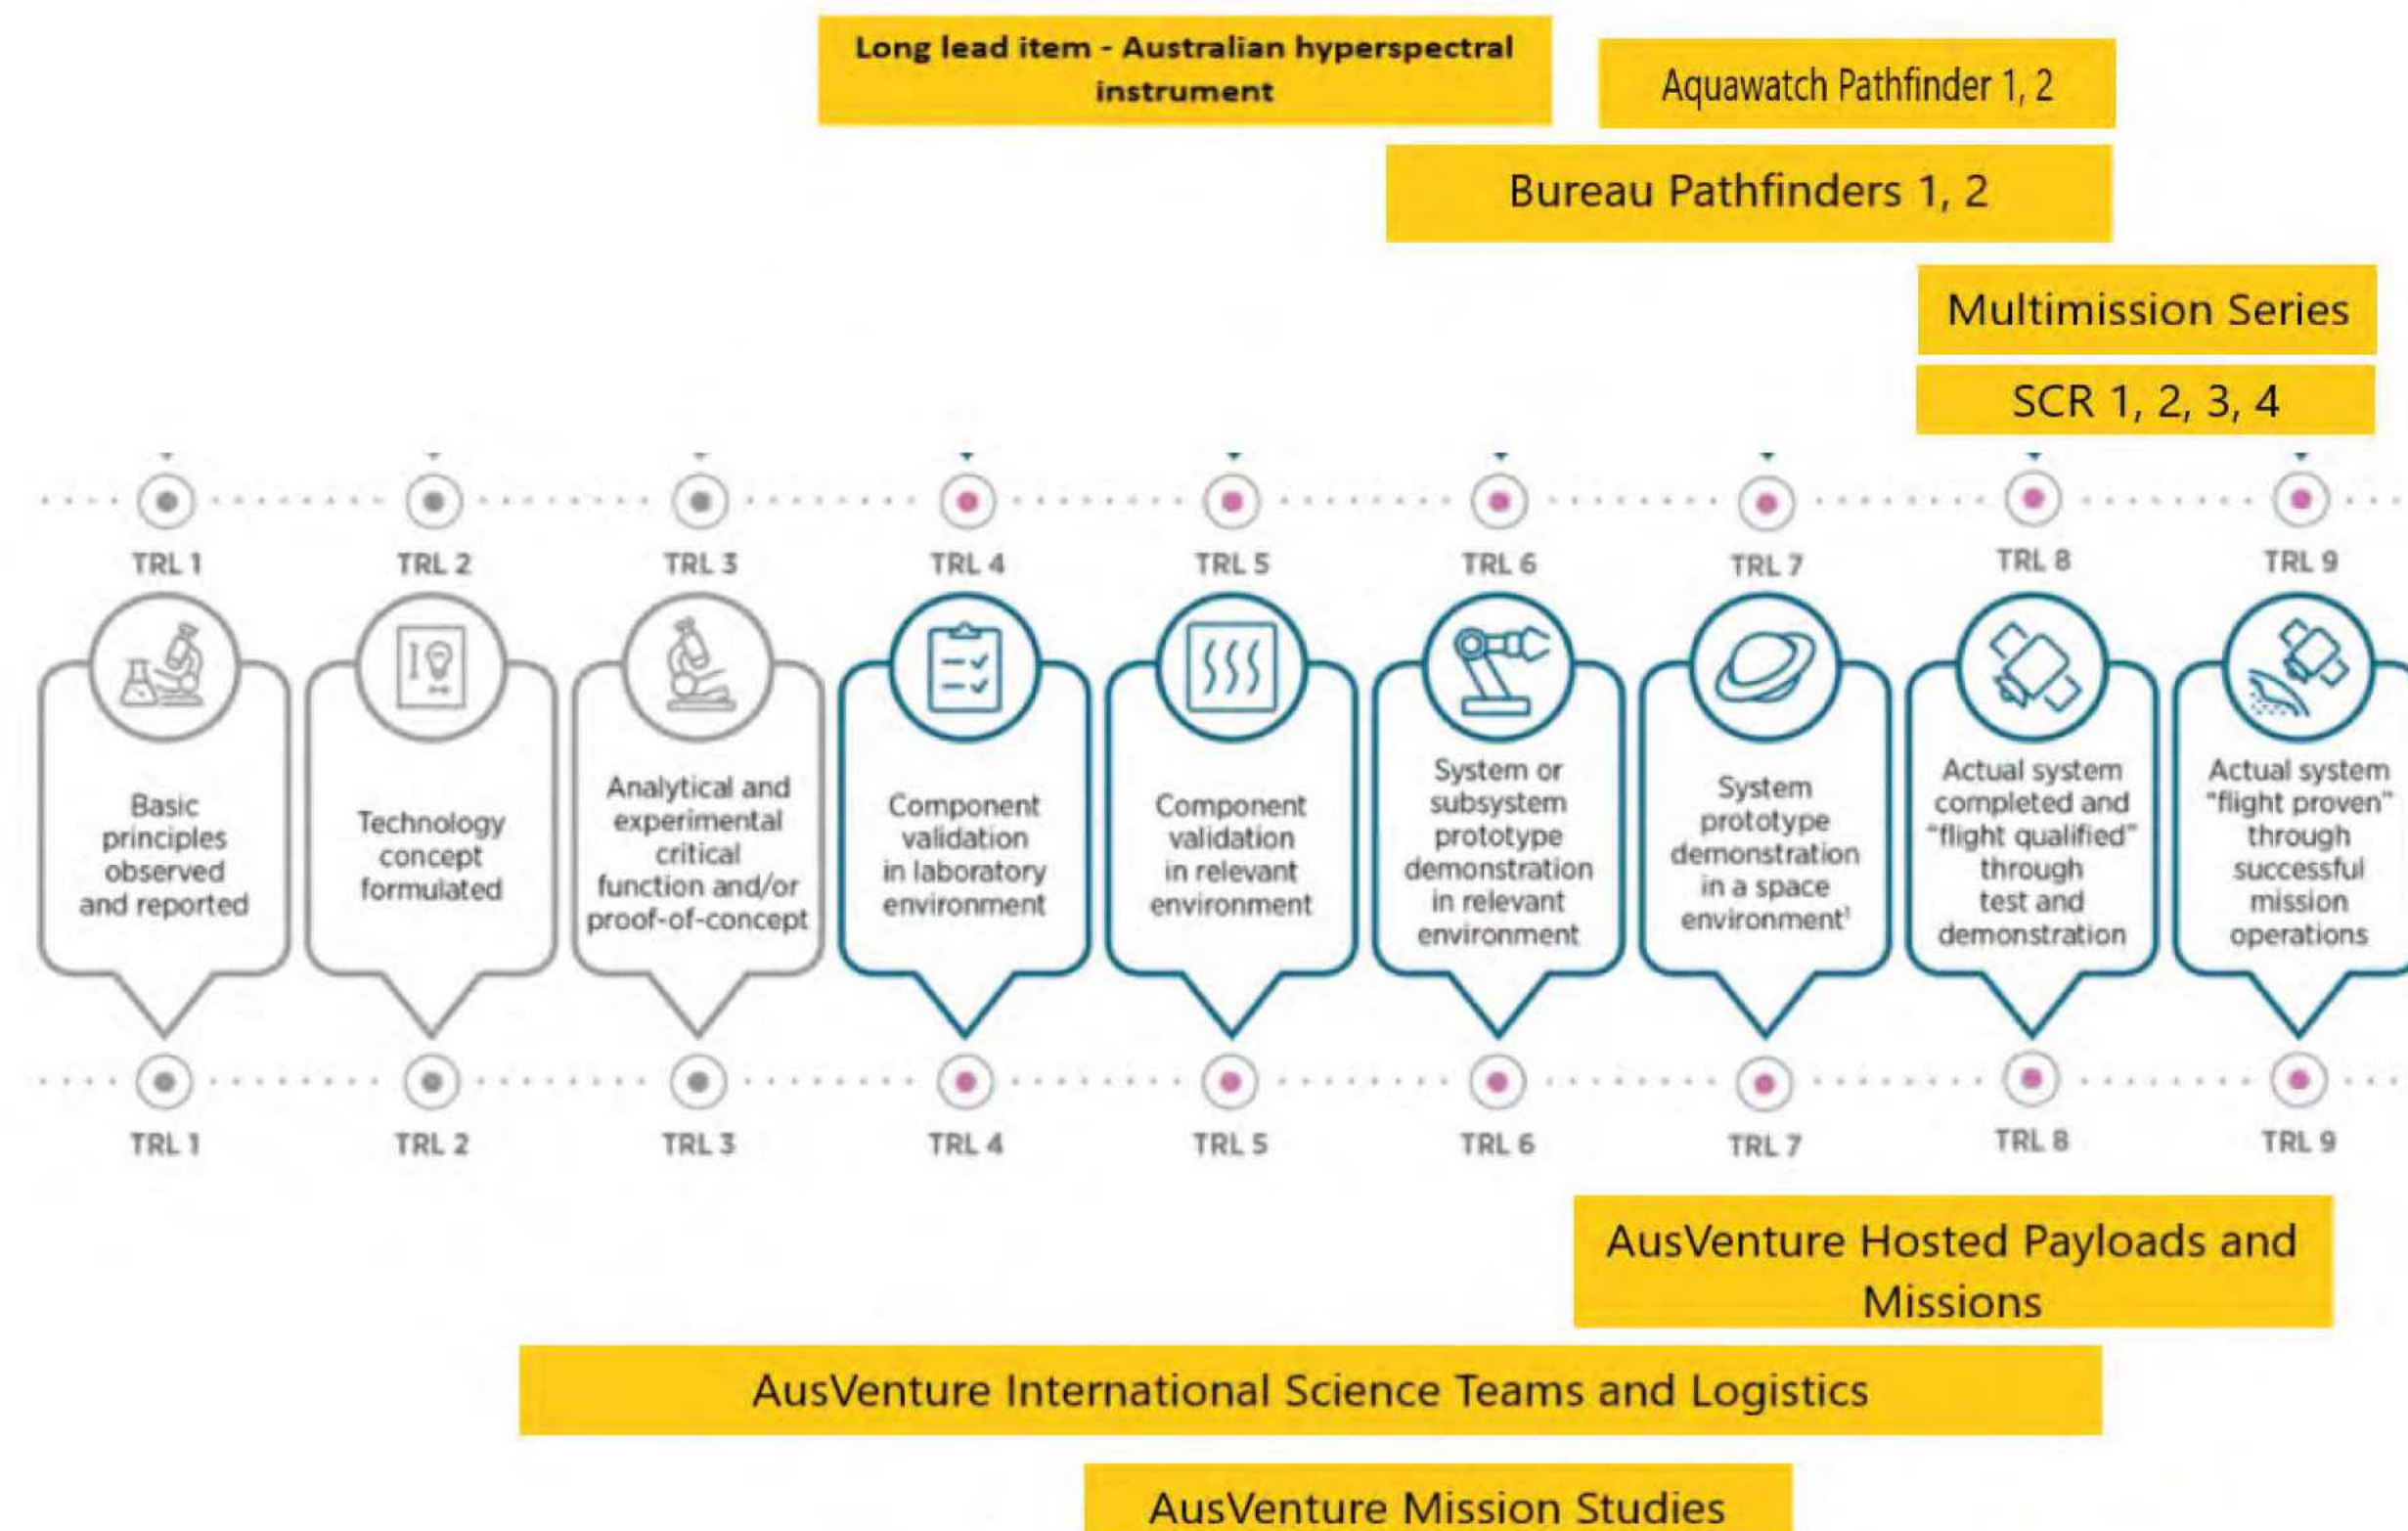 Long lead item - Australian hyperspectral
instrument
Aquawatch Pathfinder 1, 2
Bureau Pathfinders 1, 2
Multimission Series
SCR 1, 2, 3, 4
TRL 1
TRL 2
TRL 3
TRL 4
TRL 5
TRL 6
TRL 7
TRL 8
TRL 9
Basic
principles
observed
and reported
Technology
concept
formulated
Analytical and
experimental
critical
function and/or
proof-of-concept
Component
validation
in laboratory
environment
Component
validation
in relevant
environment
System or
subsystem
prototype
demonstration
in relevant
environment
System
prototype
demonstration
in a space
environment¹
Actual system
completed and
"flight qualified"
through
test and
demonstration
Actual system
"flight proven"
through
successful
mission
operations
TRL 1
TRL 2
TRL 3
TRL 4
TRL 5
TRL 6
TRL 7
TRL 8
TRL 9
AusVenture Hosted Payloads and
Missions
AusVenture International Science Teams and Logistics
AusVenture Mission Studies